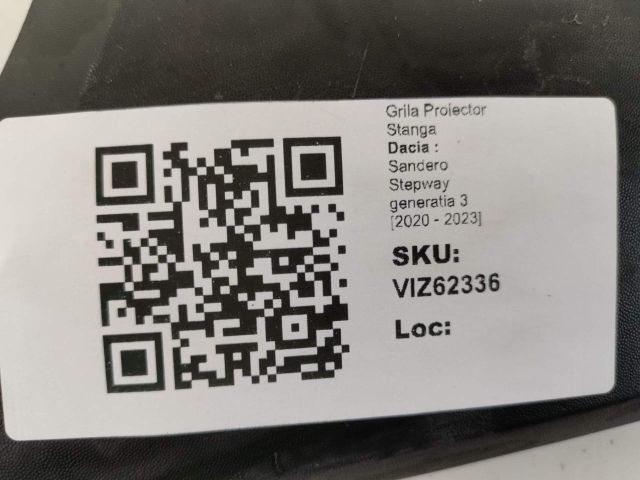 Grila Proiector
Stanga
Dacia :
Sandero
Stepway
generatia 3
[2020 - 2023]
SKU:
VIZ62336
Loc: